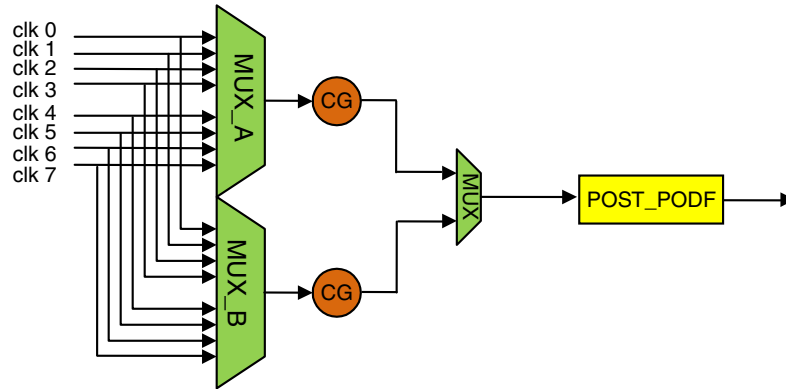 clk 0
clk 1
clk 2
clk 3
clk 4
clk 5
clk 6
clk 7
MUX_A
CG
MUX
POST_PODF
MUX_B
CG